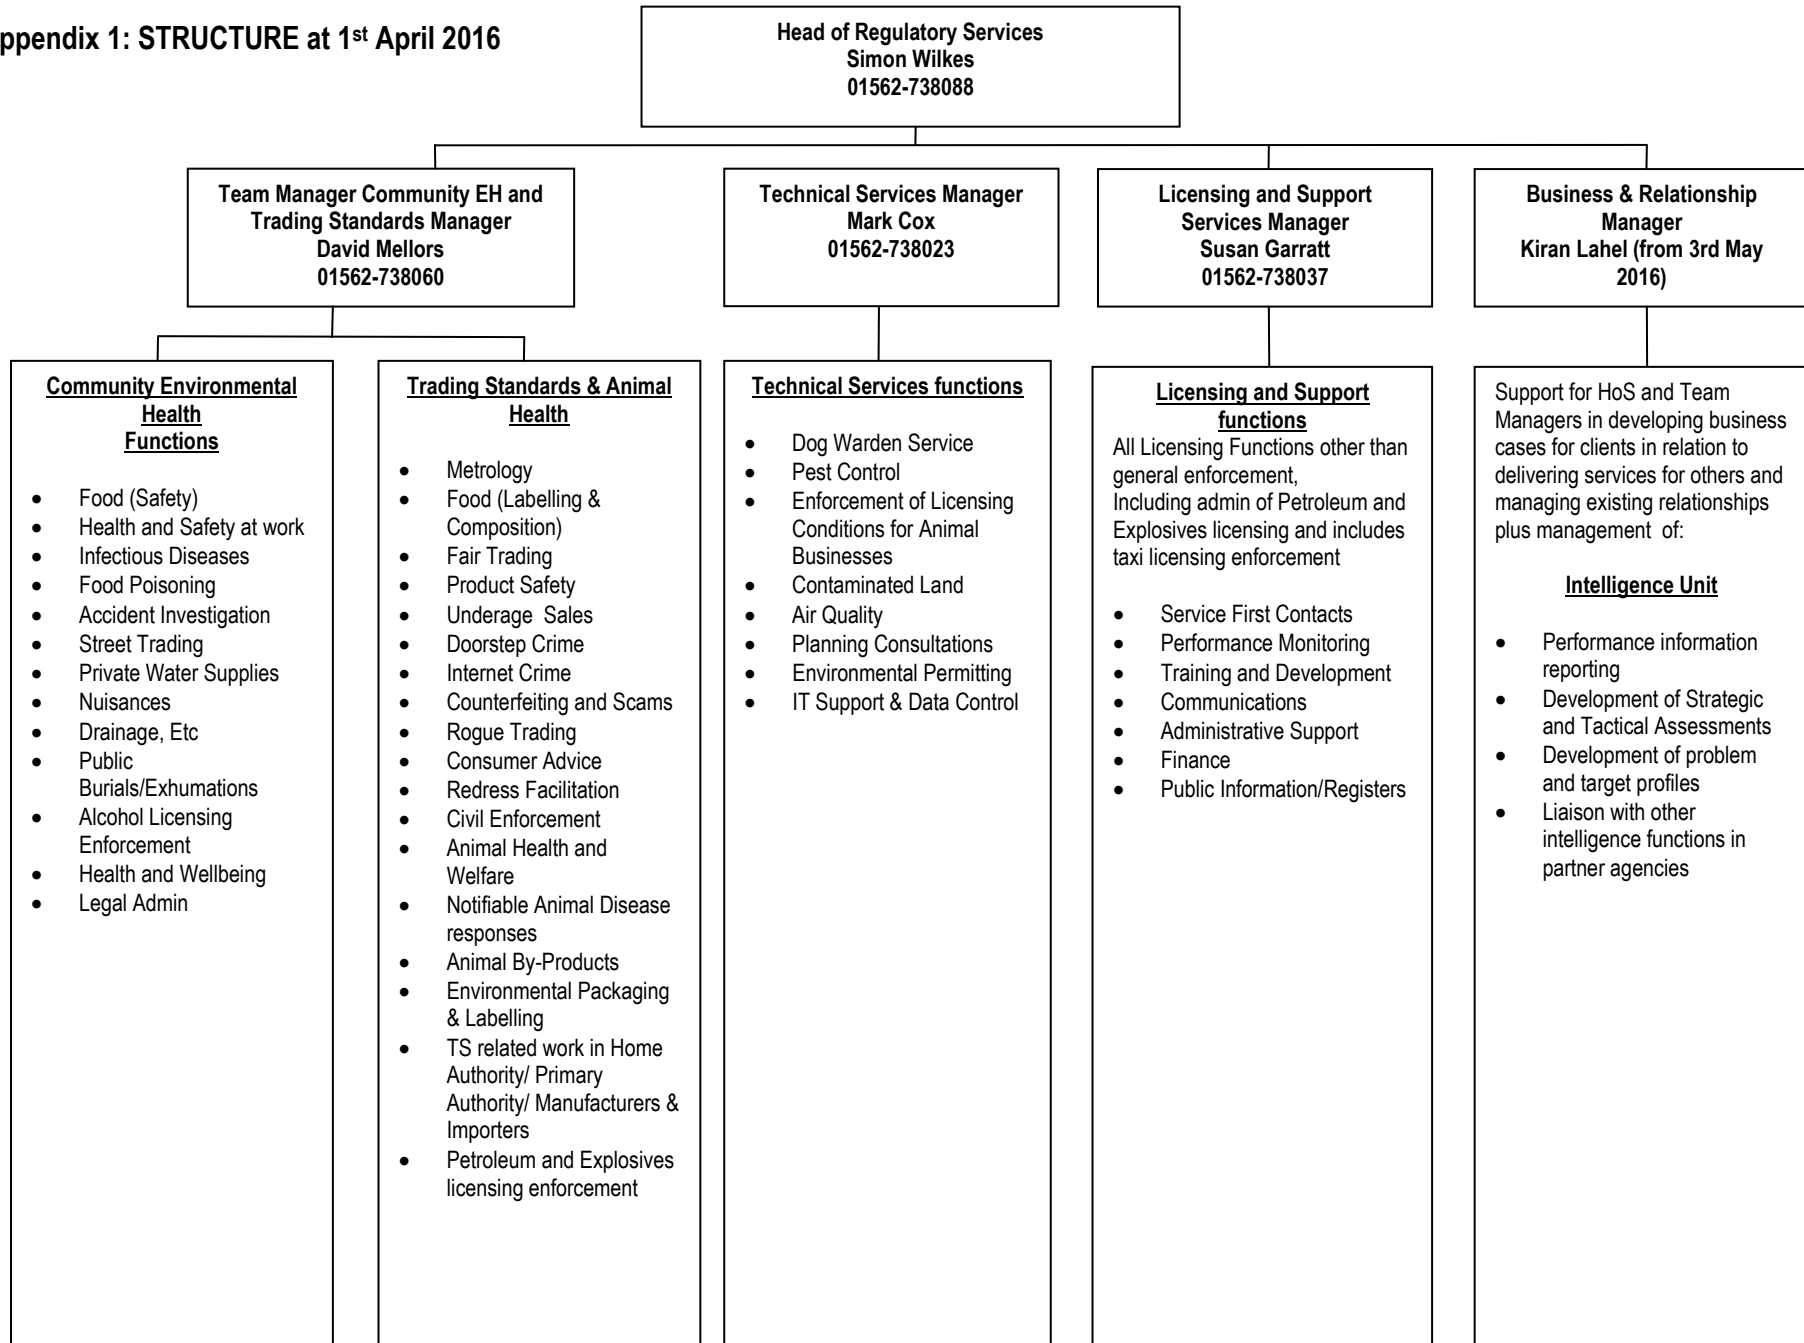 ppendix 1: STRUCTURE at 1st April 2016
Head of Regulatory Services
Simon Wilkes
01562-738088
Team Manager Community EH and
Trading Standards Manager
David Mellors
01562-738060
Technical Services Manager
Mark Cox
01562-738023
Licensing and Support
Services Manager
Susan Garratt
01562-738037
Business & Relationship
Manager
Kiran Lahel (from 3rd May
2016)
Community Environmental
Health
Functions
• Food (Safety)
• Health and Safety at work
• Infectious Diseases
• Food Poisoning
• Accident Investigation
• Street Trading
• Private Water Supplies
• Nuisances
• Drainage, Etc
• Public
Burials/Exhumations
• Alcohol Licensing
Enforcement
• Health and Wellbeing
• Legal Admin
Trading Standards & Animal
Health
• Metrology
• Food (Labelling &
Composition)
• Fair Trading
• Product Safety
• Underage Sales
• Doorstep Crime
• Internet Crime
• Counterfeiting and Scams
• Rogue Trading
• Consumer Advice
• Redress Facilitation
• Civil Enforcement
• Animal Health and
Welfare
• Notifiable Animal Disease
responses
• Animal By-Products
• Environmental Packaging
& Labelling
• TS related work in Home
Authority/ Primary
Authority/ Manufacturers &
Importers
• Petroleum and Explosives
licensing enforcement
Technical Services functions
• Dog Warden Service
• Pest Control
• Enforcement of Licensing
Conditions for Animal
Businesses
• Contaminated Land
• Air Quality
• Planning Consultations
• Environmental Permitting
• IT Support & Data Control
Licensing and Support
functions
All Licensing Functions other than
general enforcement,
Including admin of Petroleum and
Explosives licensing and includes
taxi licensing enforcement
• Service First Contacts
• Performance Monitoring
• Training and Development
• Communications
• Administrative Support
• Finance
• Public Information/Registers
Support for HoS and Team
Managers in developing business
cases for clients in relation to
delivering services for others and
managing existing relationships
plus management of:
Intelligence Unit
• Performance information
reporting
• Development of Strategic
and Tactical Assessments
• Development of problem
and target profiles
• Liaison with other
intelligence functions in
partner agencies